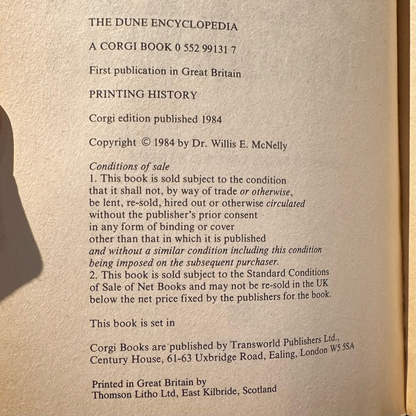 THE DUNE ENCYCLOPEDIA
A CORGI BOOK 0 552 99131 7
First publication in Great Britain
PRINTING HISTORY
Corgi edition published 1984
Copyright © 1984 by Dr. Willis E. McNelly
Conditions of sale
1. This book is sold subject to the condition
that it shall not, by way of trade or otherwise,
be lent, re-sold, hired out or otherwise circulated
without the publisher's prior consent
in any form of binding or cover
other than that in which it is published
and without a similar condition including this condition
being imposed on the subsequent purchaser.
2. This book is sold subject to the Standard Conditions
of Sale of Net Books and may not be re-sold in the UK
below the net price fixed by the publishers for the book.
This book is set in
Corgi Books are published by Transworld Publishers Ltd.,
Century House, 61-63 Uxbridge Road, Ealing, London W5 5SA
Printed in Great Britain by
Thomson Litho Ltd, East Kilbride, Scotland